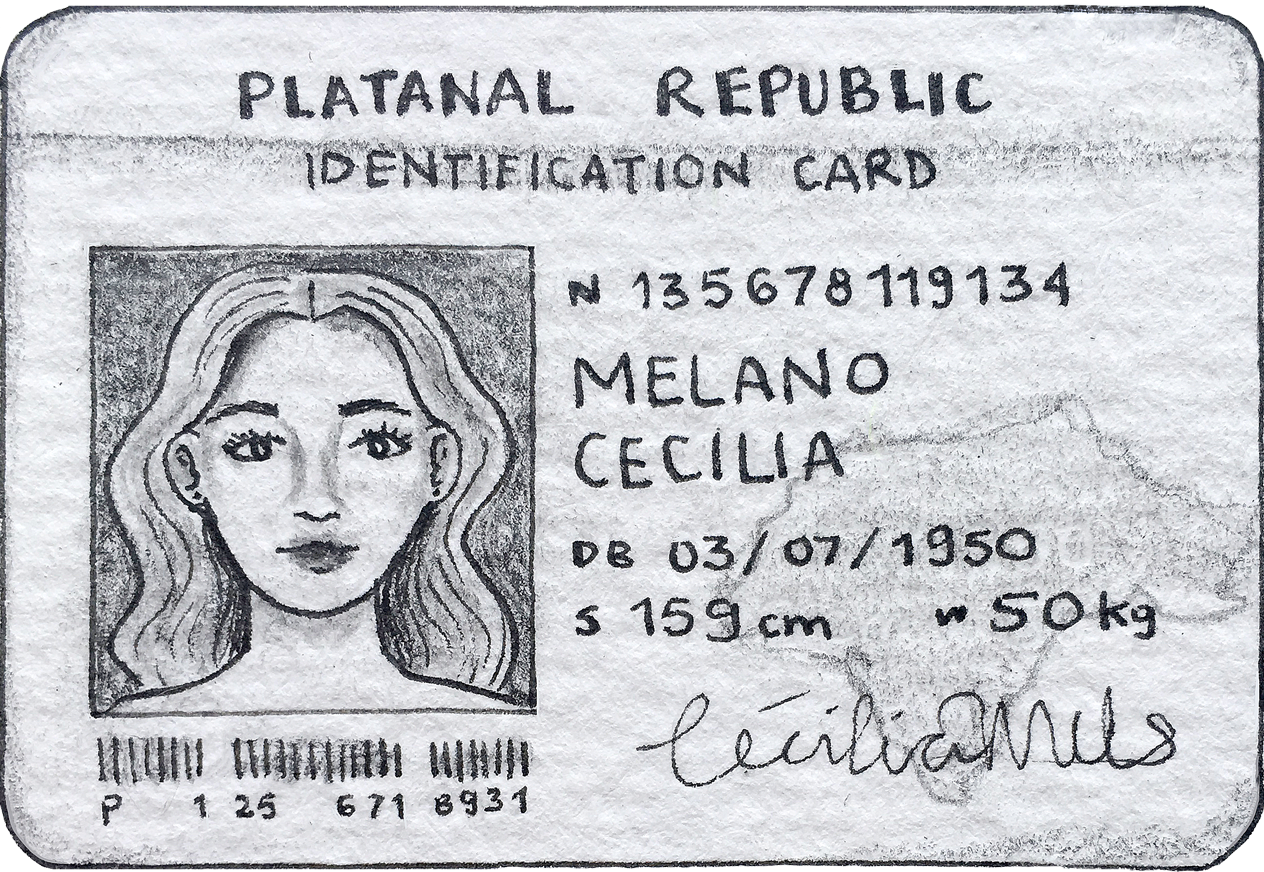 PLATANAL REPUBLIC
IDENTIFICATION CARD
N 135678119134
MELANO
CECILIA
DB 03/07/1950
S 159 cm w 50 kg
Cécilia Mels
P 1 25 671 8931